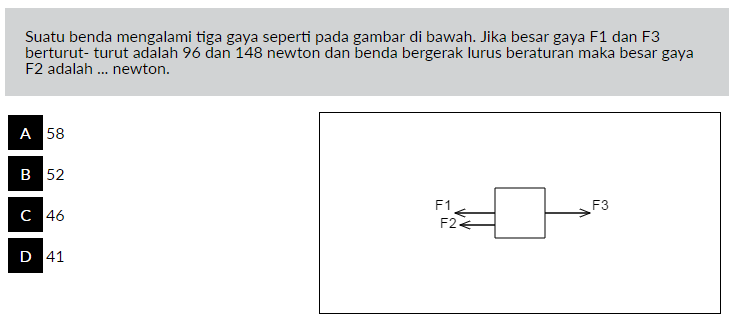 Suatu benda mengalami tiga gaya seperti pada gambar di bawah. Jika besar gaya F1 dan F3
berturut- turut adalah 96 dan 148 newton dan benda bergerak lurus beraturan maka besar gaya
F2 adalah ... newton.
A 58
B 52
C 46
D 41
F1
F2
F3